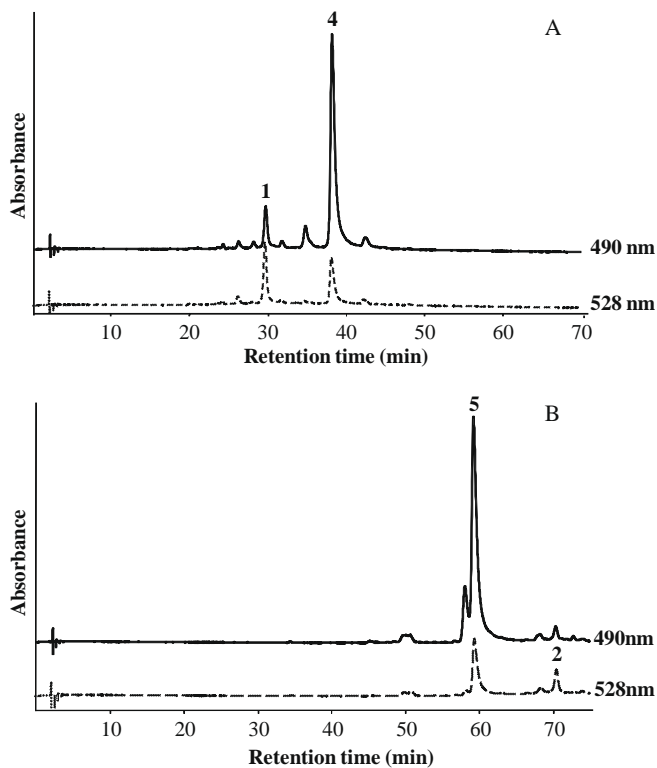 A
4
1
Absorbance
490 nm
528 nm
10 20 30 40 50 60 70
Retention time (min)
B
5
Absorbance
490nm
2
528nm
10 20 30 40 50 60 70
Retention time (min)